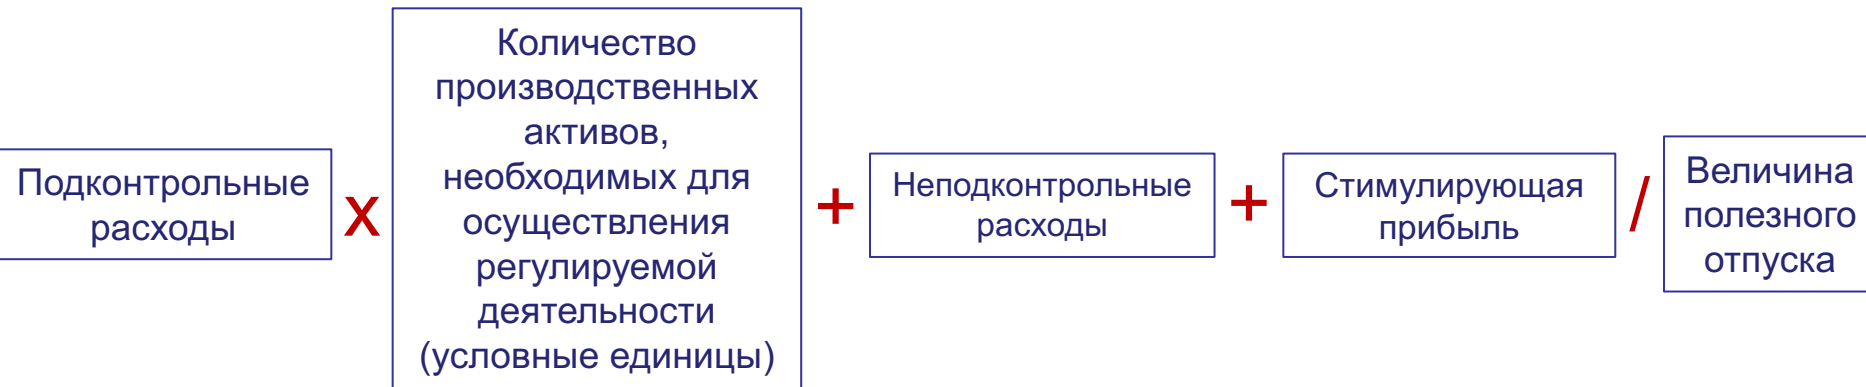 Подконтрольные
расходы
х
Количество
производственных
активов,
необходимых для
осуществления
регулируемой
деятельности
(условные единицы)
+
Неподконтрольные
расходы
+
Стимулирующая
прибыль
/
Величина
полезного
отпуска